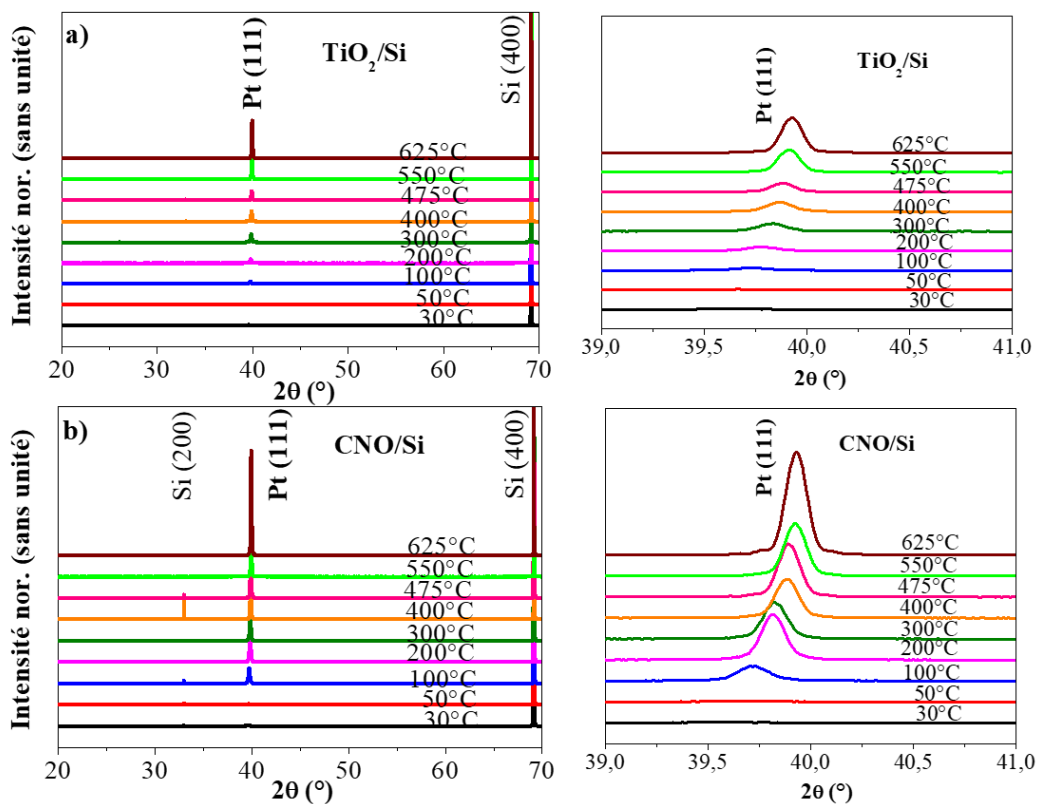 a)
TiO2/Si
Pt (111)
Si (400)
625°C
550°C
475°C
400°C
300°C
200°C
100°C
50°C
30°C
20 30 40 50 60 70
2θ (°)
Intensité nor. (sans unité)
TiO2/Si
Pt (111)
625°C
550°C
475°C
400°C
300°C
200°C
100°C
50°C
30°C
39,0 39,5 40,0 40,5 41,0
2θ (°)
b)
Si (200)
Pt (111)
CNO/Si
Si (400)
625°C
550°C
475°C
400°C
300°C
200°C
100°C
50°C
30°C
20 30 40 50 60 70
2θ (°)
Intensité nor. (sans unité)
CNO/Si
Pt (111)
625°C
550°C
475°C
400°C
300°C
200°C
100°C
50°C
30°C
39,0 39,5 40,0 40,5 41,0
2θ (°)